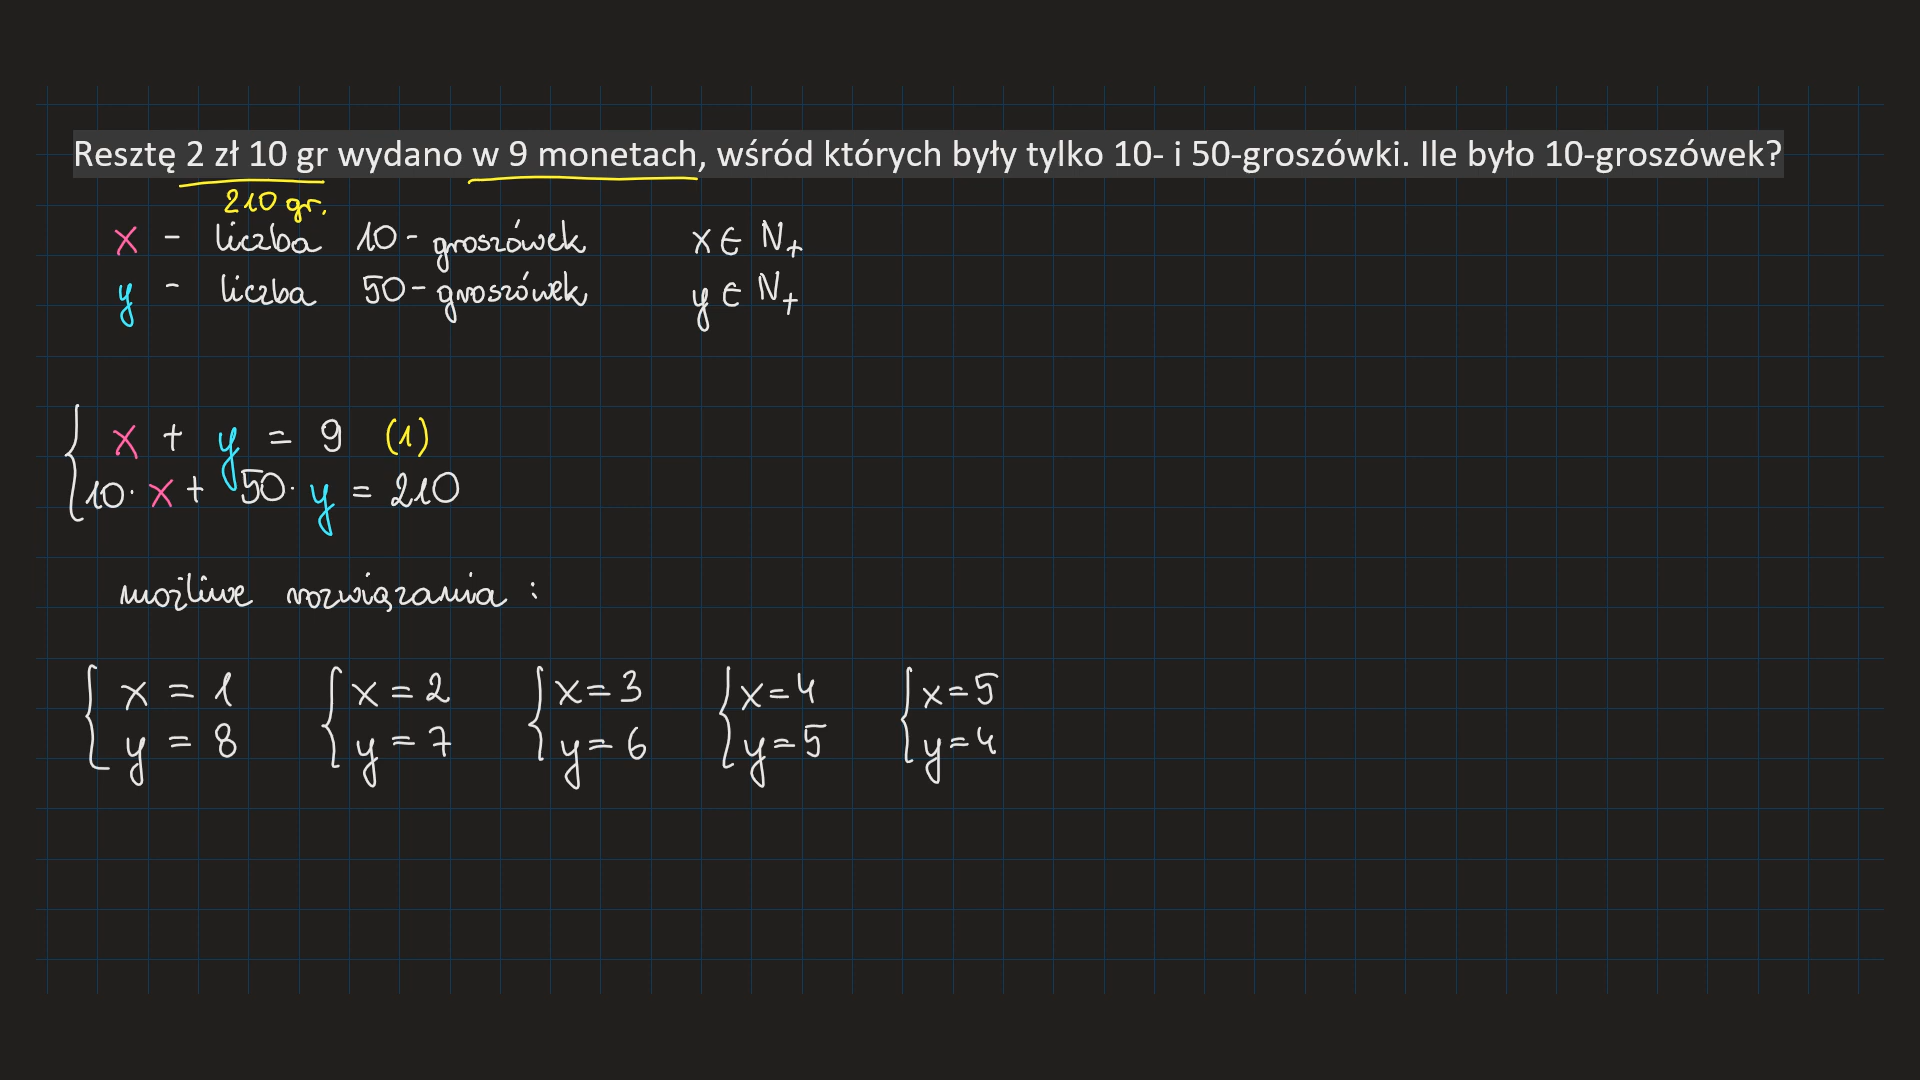 Resztę 2 zł 10 gr wydano w 9 monetach, wśród których były tylko 10- i 50-groszówki. Ile było 10-groszówek?
210 gr.
x - liczba 10-groszówek x ∈ N₊
y - liczba 50-groszówek y ∈ N₊
x + y = 9 (1)
10· x + 50· y = 210
możliwe rozwiązania :
x = 1 x = 2 x = 3 x = 4 x = 5
y = 8 y = 7 y = 6 y = 5 y = 4